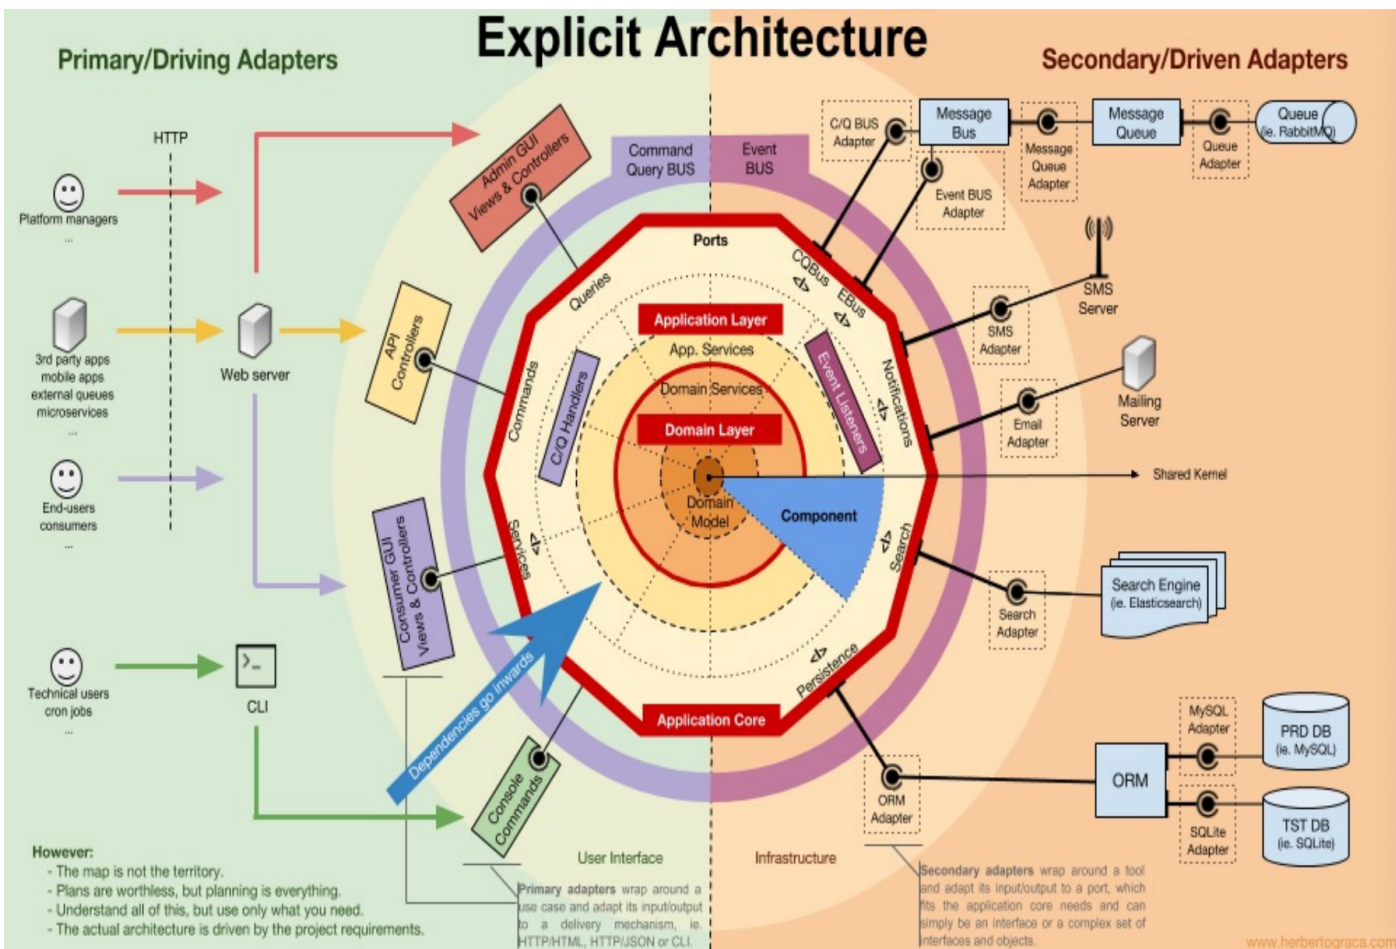 Explicit Architecture
Primary/Driving Adapters
Secondary/Driven Adapters
HTTP
Platform managers
...
3rd party apps
mobile apps
external queues
microservices
...
End-users
consumers
...
Technical users
cron jobs
...
Web server
>_
CLI
Admin GUI
Views & Controllers
API
Controllers
Consumer GUI
Views & Controllers
Console
Commands
Command
Query BUS
Event
BUS
Ports
Queries
Commands
Services
</>
CQBus
</>
EBus
</>
Notifications
</>
Search
</>
Persistence
</>
Application Layer
App. Services
Domain Services
Domain Layer
Domain
Model
C/Q Handlers
Event Listeners
Component
Application Core
Dependencies go inwards
C/Q BUS
Adapter
Message
Bus
Event BUS
Adapter
Message
Queue
Adapter
Message
Queue
Queue
Adapter
Queue
(ie. RabbitMQ)
SMS
Server
SMS
Adapter
Mailing
Server
Email
Adapter
Shared Kernel
Search
Adapter
Search Engine
(ie. Elasticsearch)
ORM
Adapter
ORM
MySQL
Adapter
PRD DB
(ie. MySQL)
SQLite
Adapter
TST DB
(ie. SQLite)
User Interface
Infrastructure
However:
- The map is not the territory.
- Plans are worthless, but planning is everything.
- Understand all of this, but use only what you need.
- The actual architecture is driven by the project requirements.
Primary adapters wrap around a
use case and adapt its input/output
to a delivery mechanism, ie.
HTTP/HTML, HTTP/JSON or CLI.
Secondary adapters wrap around a tool
and adapt its input/output to a port, which
fits the application core needs and can
simply be an interface or a complex set of
interfaces and objects.
www.herbertograca.com